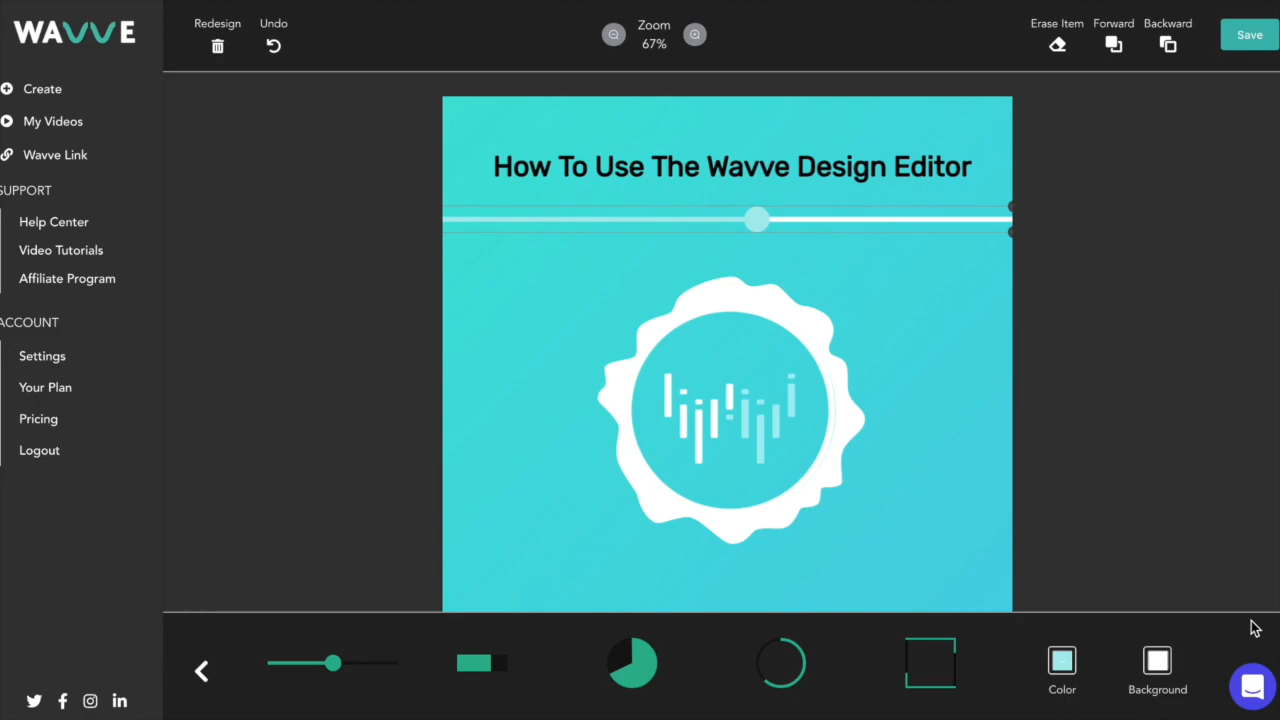 WAVVE
Redesign
Undo
Zoom
67%
Erase Item
Forward
Backward
Save
Create
My Videos
Wavve Link
SUPPORT
Help Center
Video Tutorials
Affiliate Program
ACCOUNT
Settings
Your Plan
Pricing
Logout
How To Use The Wavve Design Editor
Color
Background